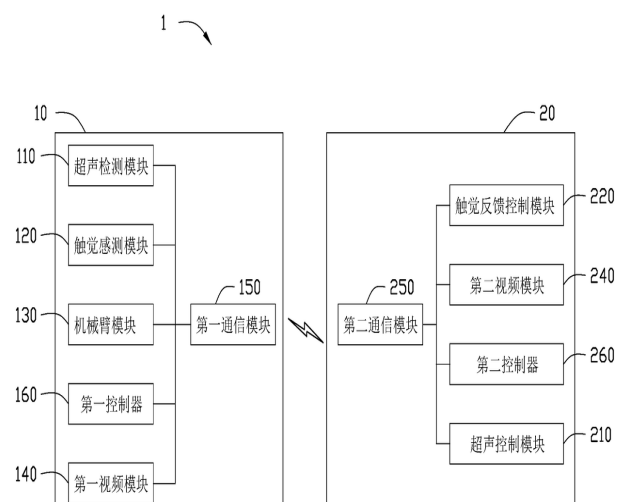 1
10
20
110
超声检测模块
120
触觉感测模块
130
机械臂模块
150
第一通信模块
160
第一控制器
140
第一视频模块
触觉反馈控制模块
220
第二视频模块
240
250
第二通信模块
第二控制器
260
超声控制模块
210